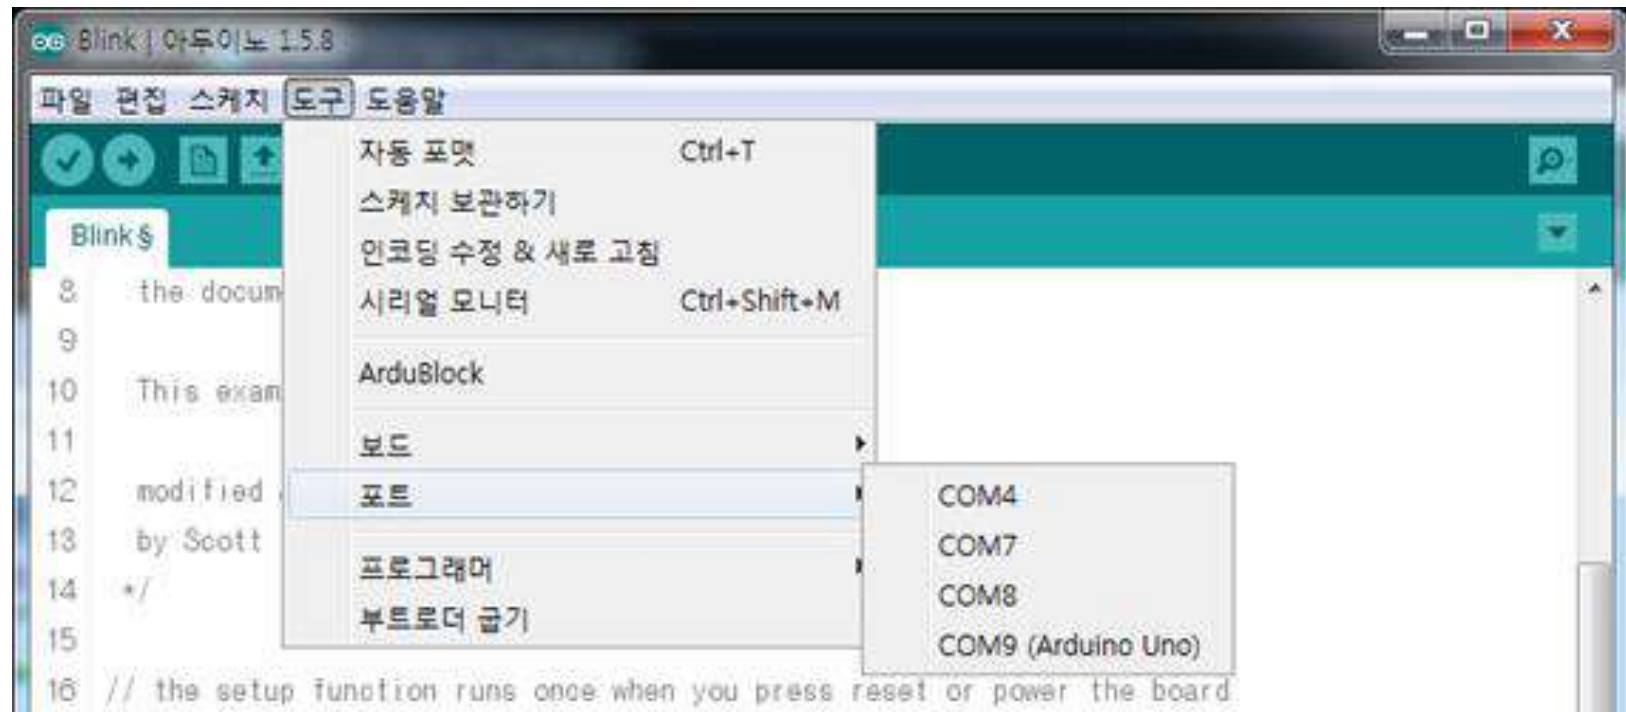 Blink | 아두이노 1.5.8
파일 편집 스케치 도구 도움말
자동 포맷 Ctrl+T
스케치 보관하기
인코딩 수정 & 새로 고침
시리얼 모니터 Ctrl+Shift+M
ArduBlock
보드
포트
프로그래머
부트로더 굽기
COM4
COM7
COM8
COM9 (Arduino Uno)
Blink§
8 the docum
9
10 This exam
11
12 modified
13 by Scott
14 */
15
16 // the setup function runs once when you press reset or power the board